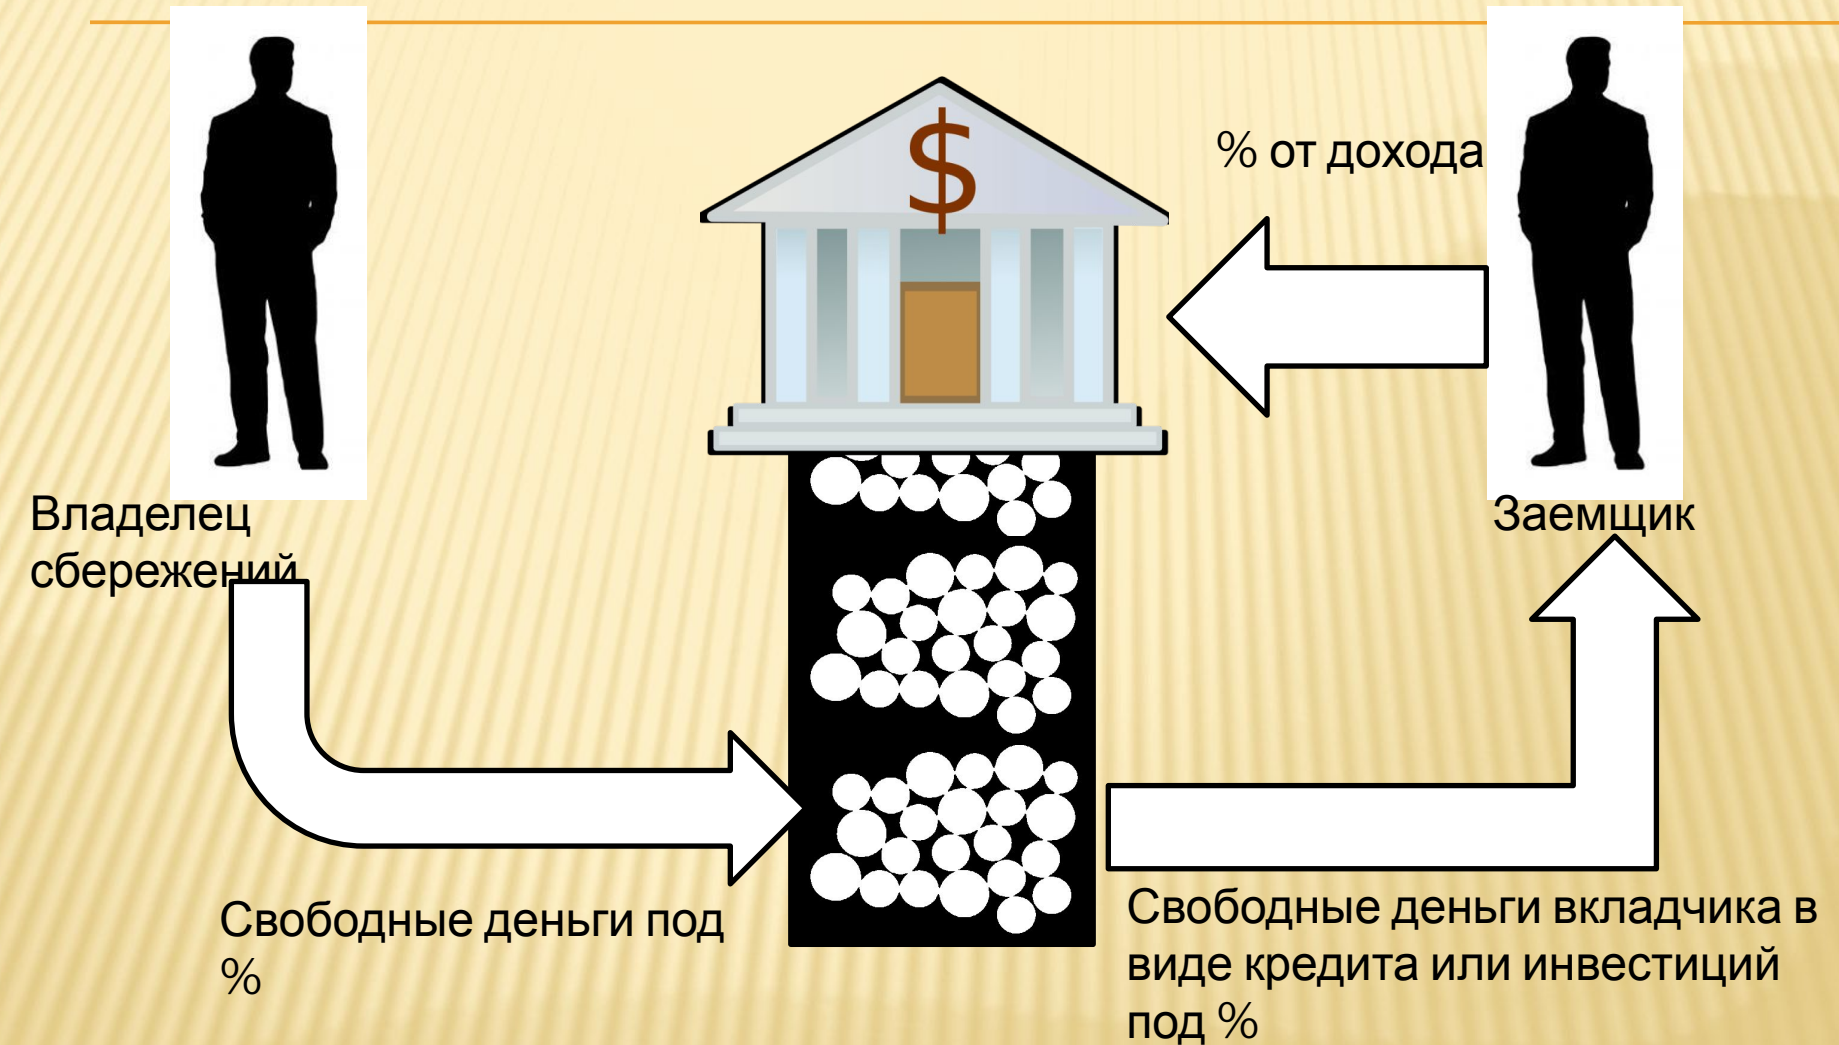 $
% от дохода
Владелец
сбережений
Заемщик
Свободные деньги под
%
Свободные деньги вкладчика в
виде кредита или инвестиций
под %